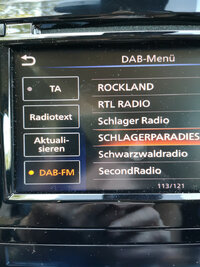 DAB-Menü
TA
Radiotext
Aktuali-
sieren
DAB-FM
ROCKLAND
RTL RADIO
Schlager Radio
SCHLAGERPARADIES
Schwarzwaldradio
SecondRadio
113/121